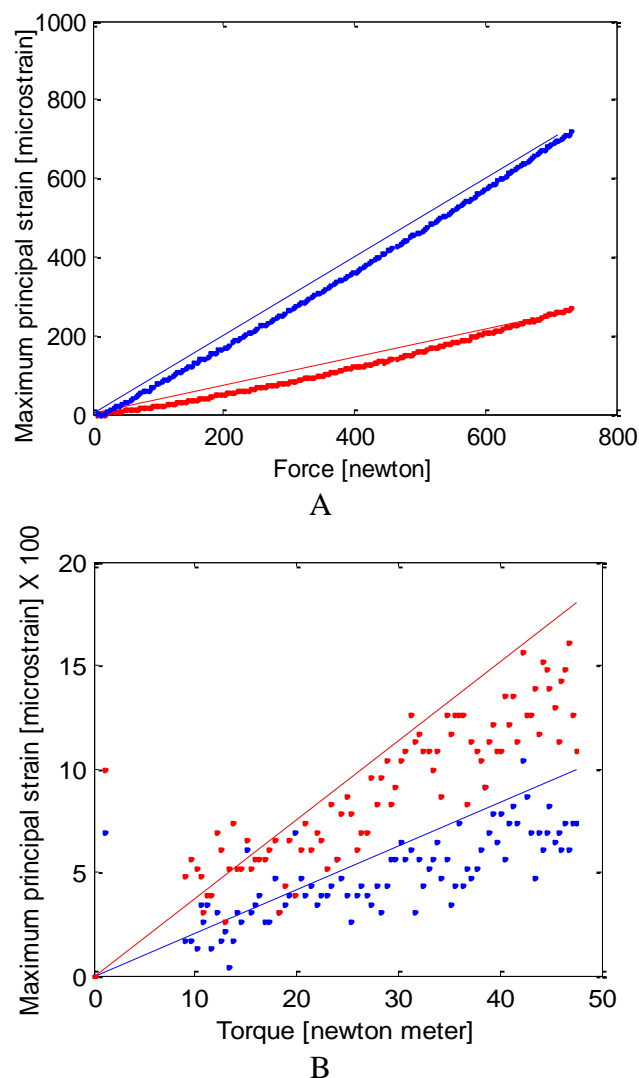 Maximum principal strain [microstrain]
1000
800
600
400
200
0
0 200 400 600 800
Force [newton]
A
Maximum principal strain [microstrain] X 100
20
15
10
5
0
0 10 20 30 40 50
Torque [newton meter]
B